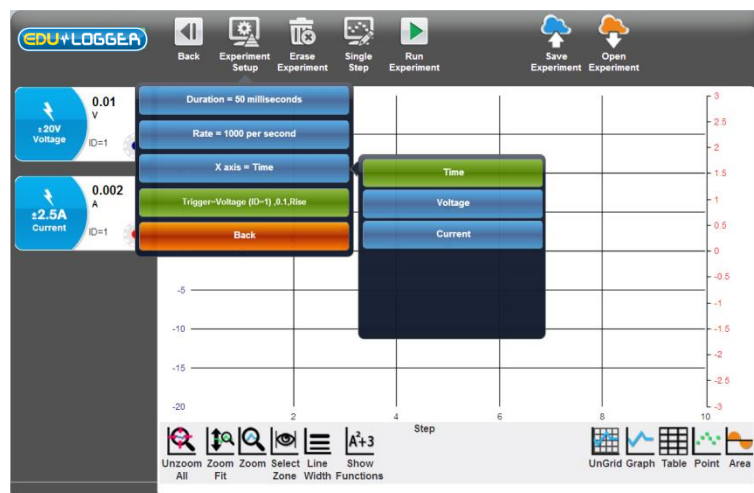 EDU LOGGER
Back
Experiment Setup
Erase Experiment
Single Step
Run Experiment
Save Experiment
Open Experiment
±20V
Voltage
0.01
V
ID=1
±2.5A
Current
0.002
A
ID=1
Duration = 50 milliseconds
Rate = 1000 per second
X axis = Time
Trigger=Voltage (ID=1) ,0.1,Rise
Back
Time
Voltage
Current
3
2.5
2
1.5
1
0.5
0
-0.5
-1
-1.5
-2
-2.5
-3
-5
-10
-15
-20
2
4
6
8
10
Step
Unzoom All
Zoom Fit
Zoom
Select Zone
Line Width
A²+3
Show Functions
UnGrid
Graph
Table
Point
Area